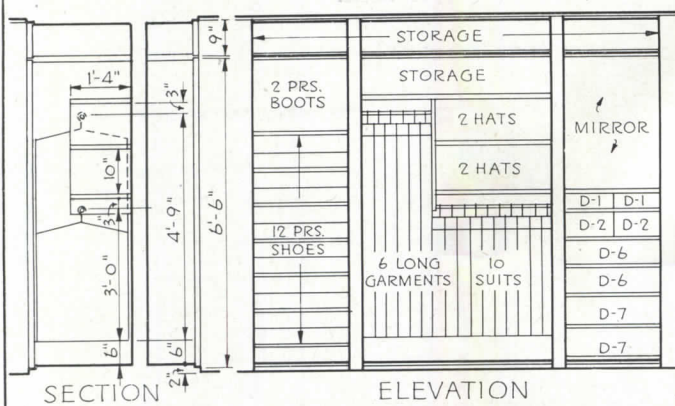 1'-4"
3"
10"
3"
3'-0"
6"
SECTION
4'-9"
6"
9"
6'-6"
2"
STORAGE
2 PRS.
BOOTS
12 PRS.
SHOES
STORAGE
2 HATS
2 HATS
6 LONG
GARMENTS
10
SUITS
MIRROR
D-1 D-1
D-2 D-2
D-6
D-6
D-7
D-7
ELEVATION